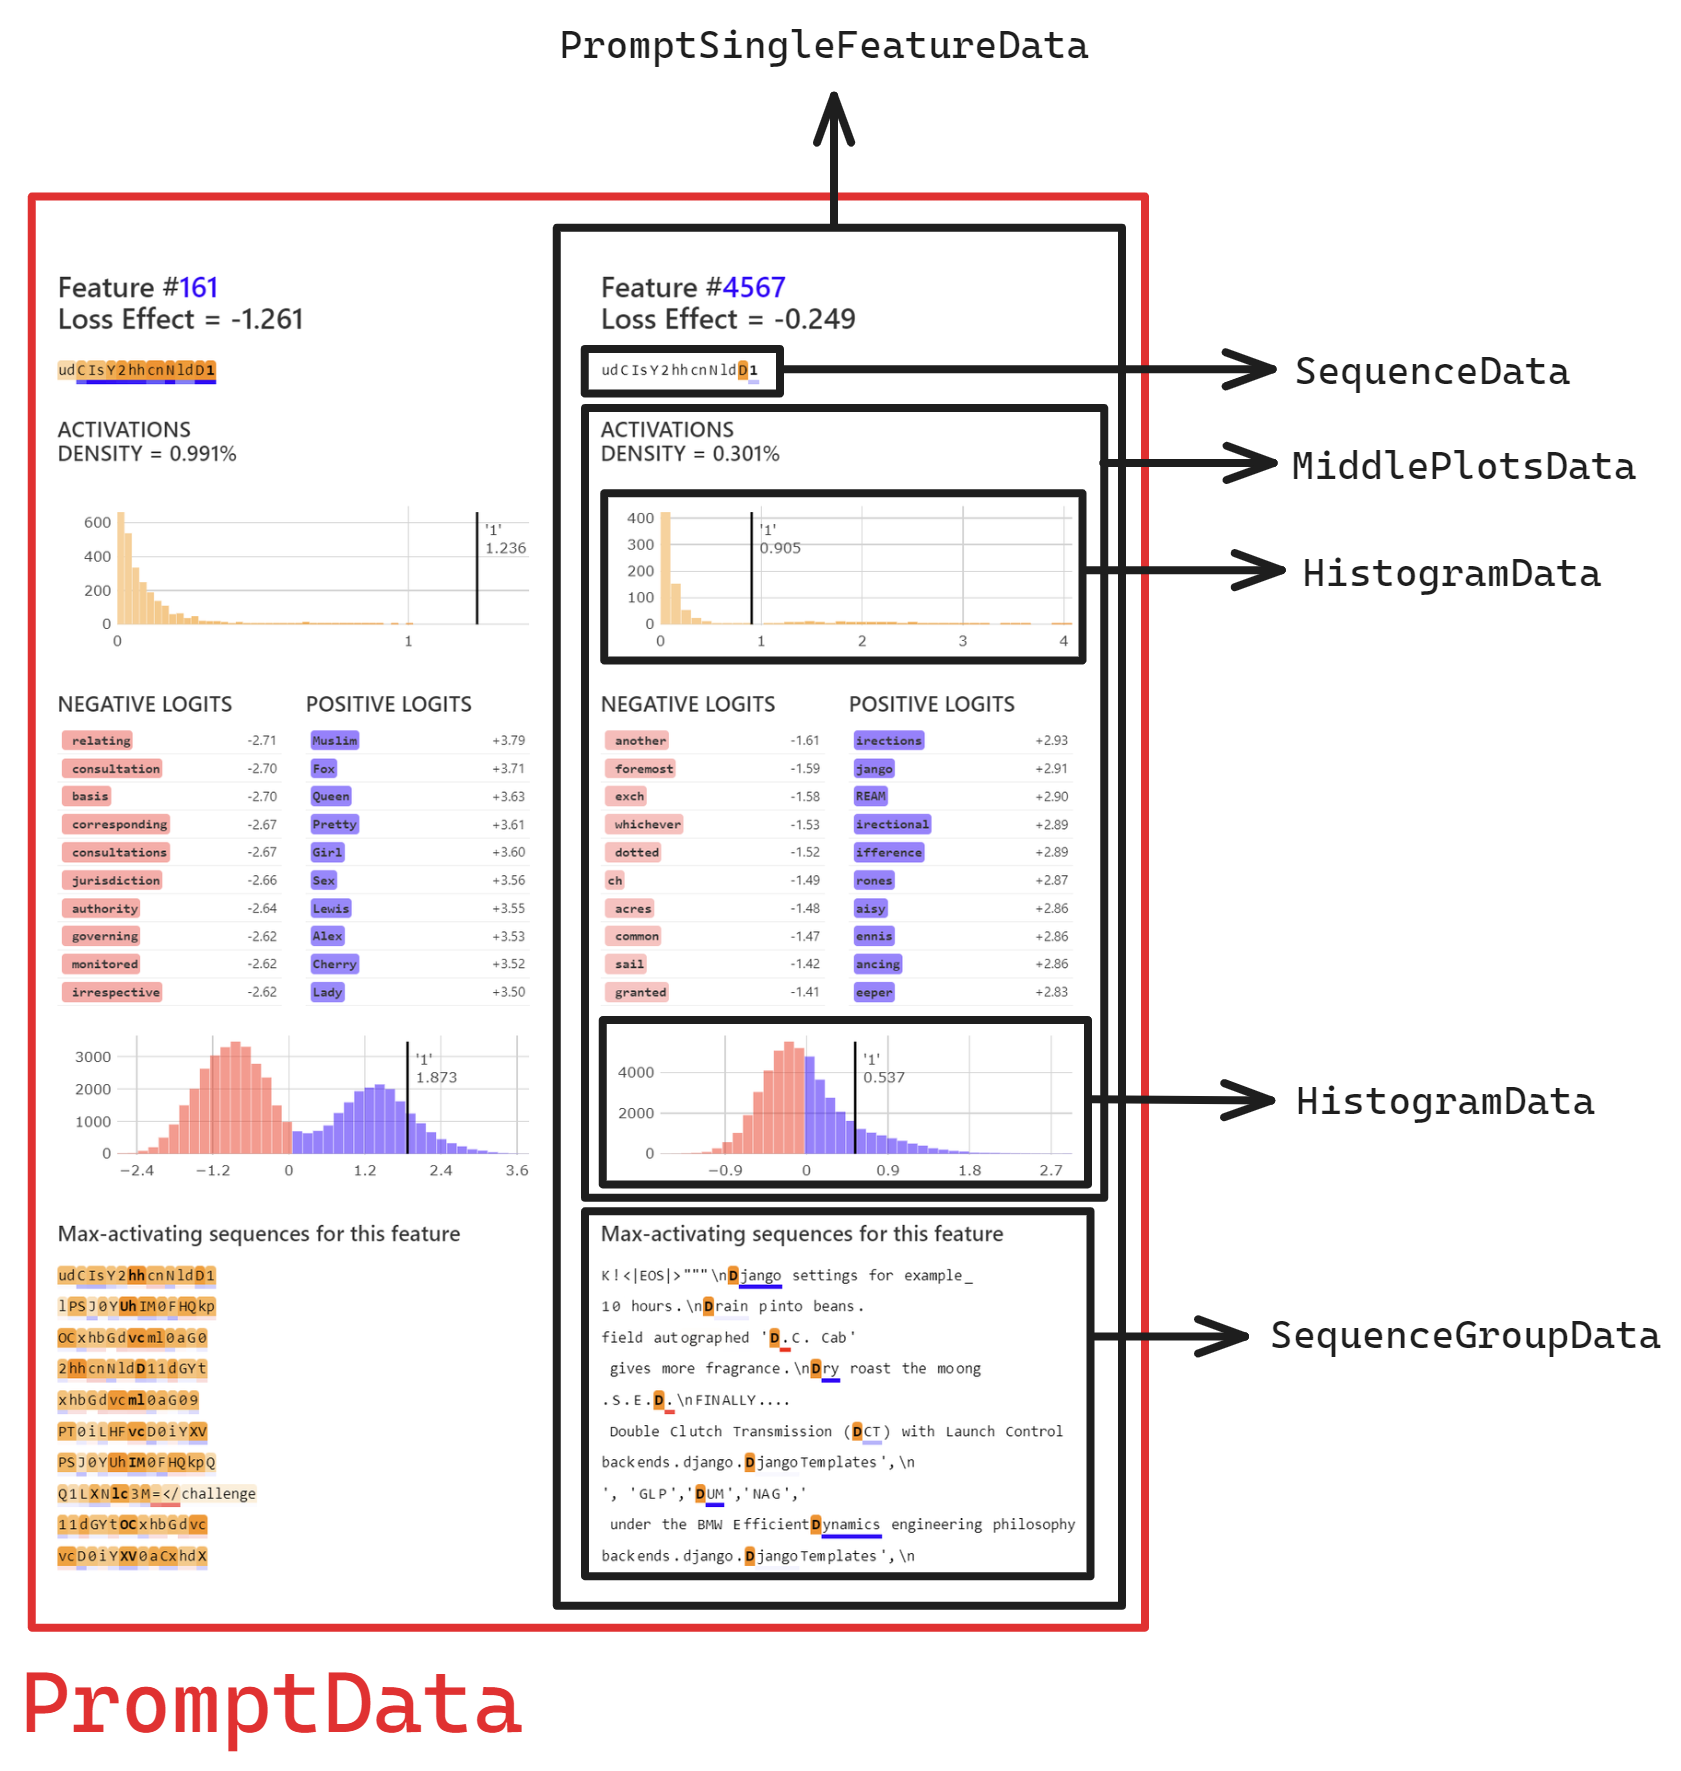 PromptSingleFeatureData
Feature #161
Loss Effect = -1.261
udCIsY2hhcnNldD1
ACTIVATIONS
DENSITY = 0.991%
600
400
200
0
0 1
'1'
1.236
NEGATIVE LOGITS POSITIVE LOGITS
relating -2.71 Muslim +3.79
consultation -2.70 Fox +3.71
basis -2.70 Queen +3.63
corresponding -2.67 Pretty +3.61
consultations -2.67 Girl +3.60
jurisdiction -2.66 Sex +3.56
authority -2.64 Lewis +3.55
governing -2.62 Alex +3.53
monitored -2.62 Cherry +3.52
irrespective -2.62 Lady +3.50
3000
2000
1000
0
−2.4 −1.2 0 1.2 2.4 3.6
'1'
1.873
Max-activating sequences for this feature
udCIsY2hhcnNldD1
lPSJ0YUhIM0FHQkp
OCxhbGdvcml0aG0
2hhcnNldD11dGYt
xhbGdvcml0aG09
PT0iLHFvcD0iYXV
PSJ0YUhIM0FHQkpQ
Q1LXNlc3M=</challenge
11dGYtOCxhbGdvc
vcD0iYXV0aCxhdX
Feature #4567
Loss Effect = -0.249
udCIsY2hhcnNldD1
SequenceData
ACTIVATIONS
DENSITY = 0.301%
MiddlePlotsData
400
300
200
100
0
0 1 2 3 4
'1'
0.905
HistogramData
NEGATIVE LOGITS POSITIVE LOGITS
another -1.61 irections +2.93
foremost -1.59 jango +2.91
exch -1.58 REAM +2.90
whichever -1.53 irectional +2.89
dotted -1.52 ifference +2.89
ch -1.49 rones +2.87
acres -1.48 aisy +2.86
common -1.47 ennis +2.86
sail -1.42 ancing +2.86
granted -1.41 eeper +2.83
4000
2000
0
−0.9 0 0.9 1.8 2.7
'1'
0.537
HistogramData
Max-activating sequences for this feature
K!<|EOS|>"""\nDjango settings for example_
10 hours.\nDrain pinto beans.
field autographed 'D.C. Cab'
gives more fragrance.\nDry roast the moong
.S.E.D.\nFINALLY....
Double Clutch Transmission (DCT) with Launch Control
backends.django.DjangoTemplates',\n
', 'GLP','DUM','NAG','
under the BMW EfficientDynamics engineering philosophy
backends.django.DjangoTemplates',\n
SequenceGroupData
PromptData